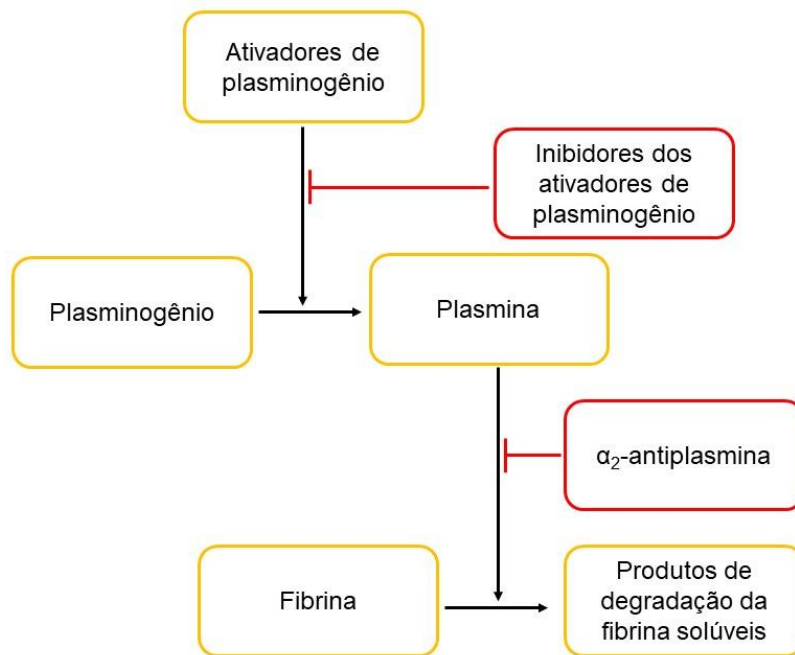 Ativadores de
plasminogênio
Inibidores dos
ativadores de
plasminogênio
Plasminogênio
Plasmina
α₂-antiplasmina
Fibrina
Produtos de
degradação da
fibrina solúveis